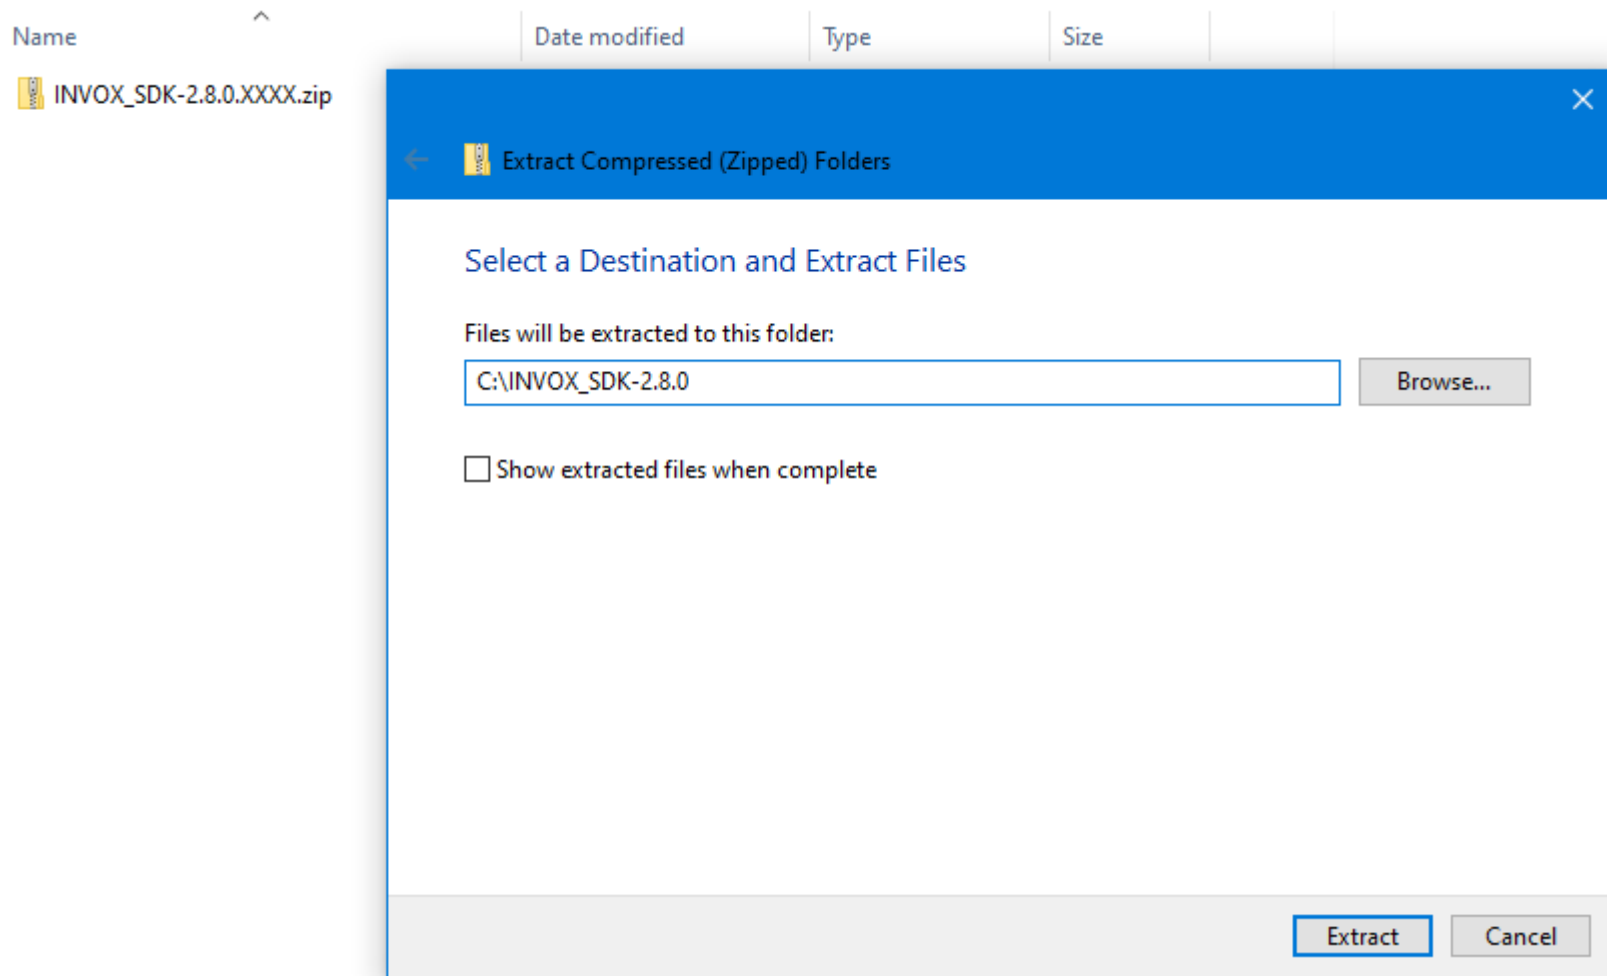 Name Date modified Type Size
INVOX_SDK-2.8.0.XXXX.zip
Extract Compressed (Zipped) Folders
Select a Destination and Extract Files
Files will be extracted to this folder:
C:\INVOX_SDK-2.8.0 Browse...
Show extracted files when complete
Extract Cancel